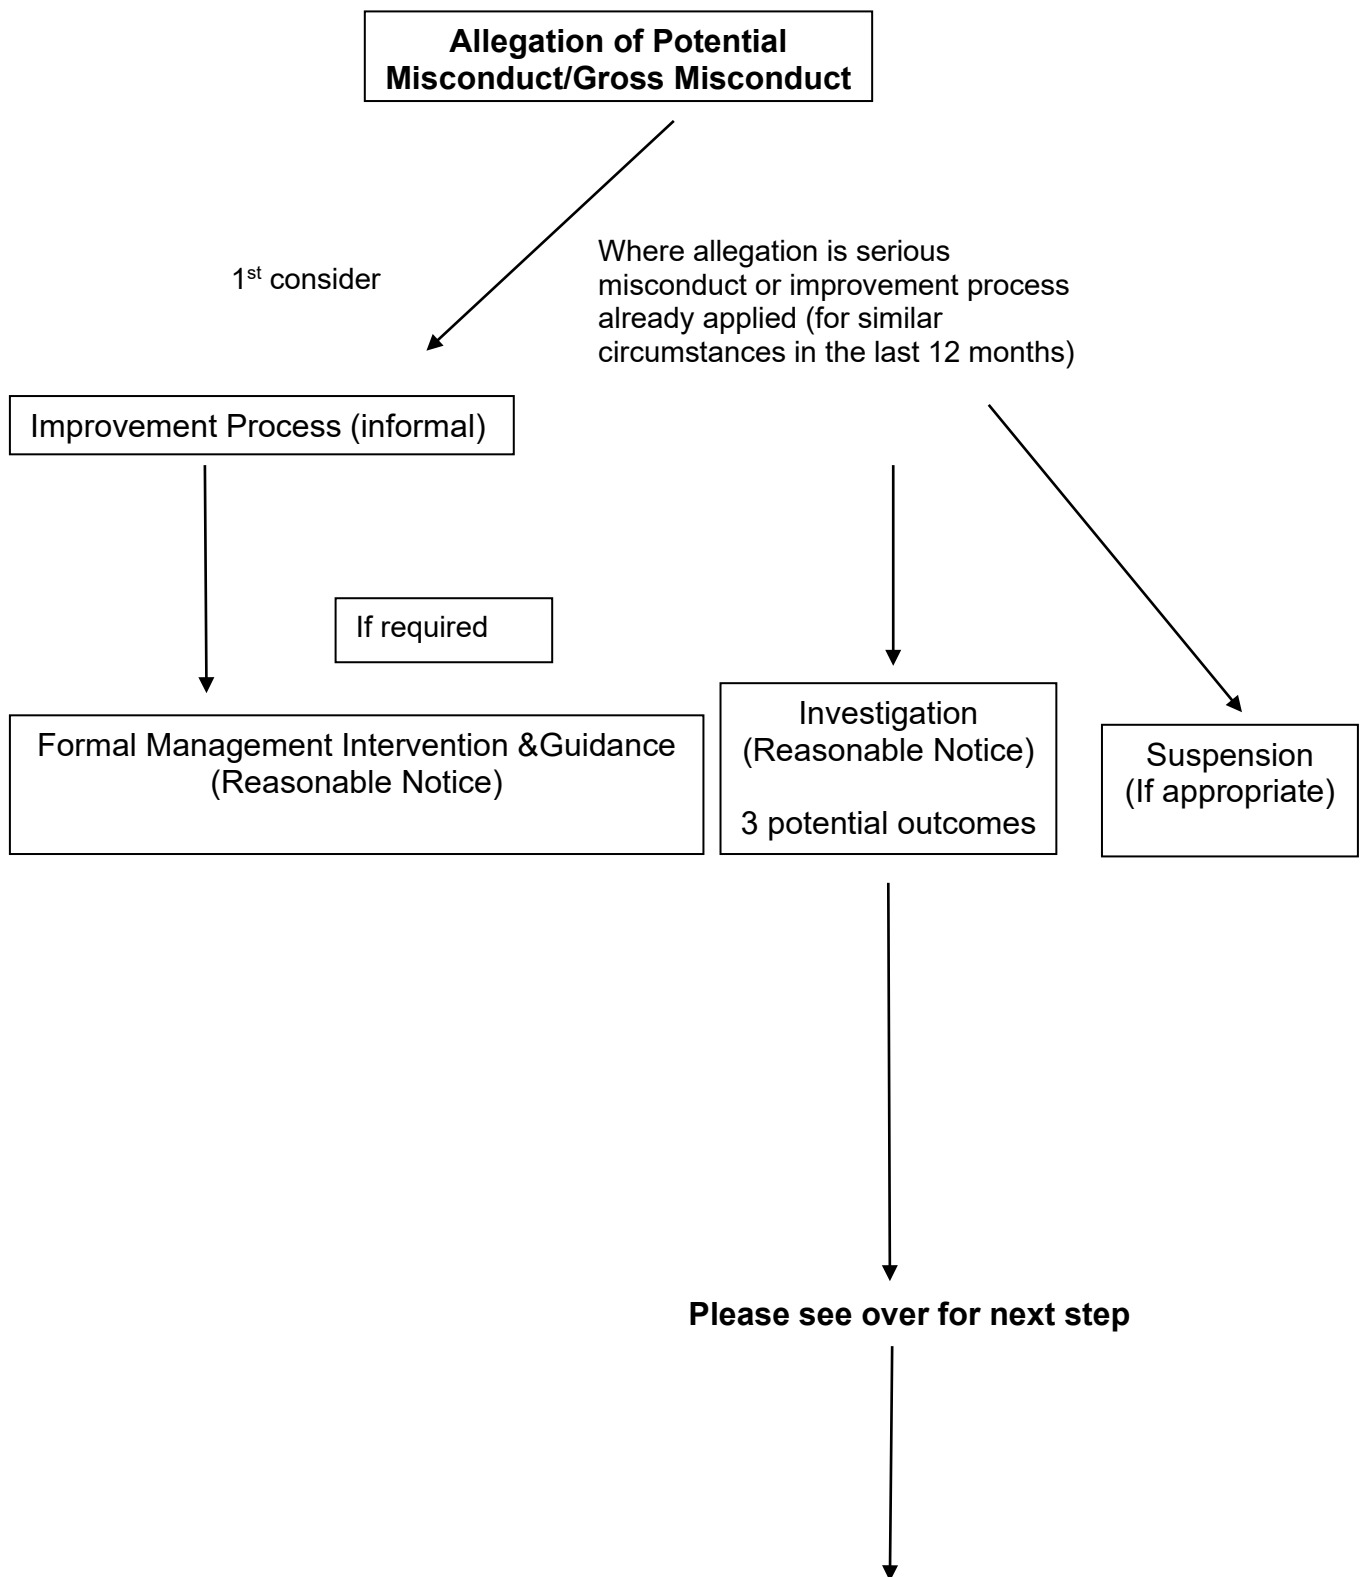 Allegation of Potential
Misconduct/Gross Misconduct
1st consider
Where allegation is serious
misconduct or improvement process
already applied (for similar
circumstances in the last 12 months)
Improvement Process (informal)
If required
Formal Management Intervention &Guidance
(Reasonable Notice)
Investigation
(Reasonable Notice)
3 potential outcomes
Suspension
(If appropriate)
Please see over for next step